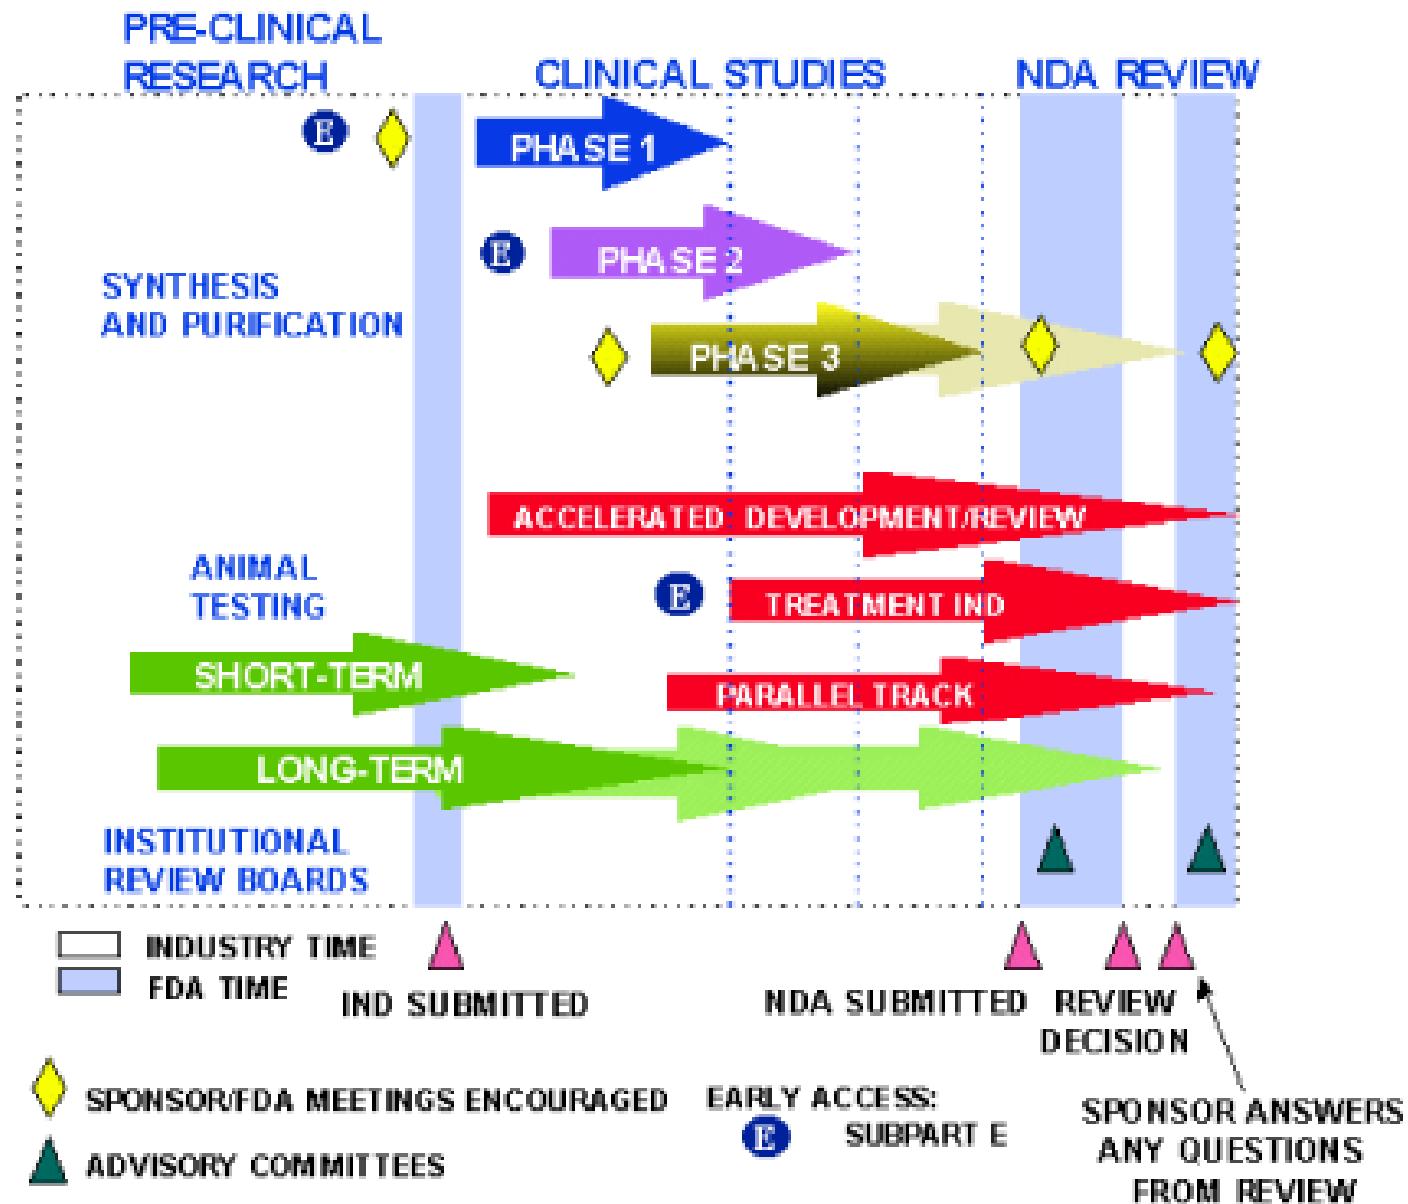 PRE-CLINICAL
RESEARCH
CLINICAL STUDIES
NDA REVIEW
E
PHASE 1
E
PHASE 2
SYNTHESIS
AND PURIFICATION
PHASE 3
ACCELERATED DEVELOPMENT/REVIEW
ANIMAL
TESTING
E
TREATMENT IND
SHORT-TERM
PARALLEL TRACK
LONG-TERM
INSTITUTIONAL
REVIEW BOARDS
INDUSTRY TIME
FDA TIME
IND SUBMITTED
NDA SUBMITTED
REVIEW
DECISION
SPONSOR/FDA MEETINGS ENCOURAGED
EARLY ACCESS:
E SUBPART E
ADVISORY COMMITTEES
SPONSOR ANSWERS
ANY QUESTIONS
FROM REVIEW